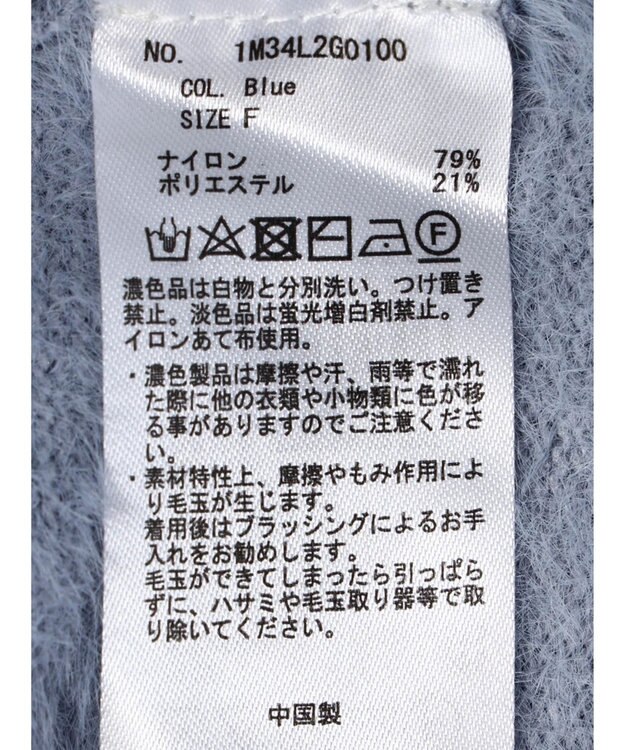 NO. 1M34L2G0100
COL. Blue
SIZE F
ナイロン 79%
ポリエステル 21%
F
濃色品は白物と分別洗い。つけ置き
禁止。淡色品は蛍光増白剤禁止。ア
イロンあて布使用。
・濃色製品は摩擦や汗、雨等で濡れ
た際に他の衣類や小物類に色が移
る事がありますのでご注意くださ
い。
・素材特性上、摩擦やもみ作用によ
り毛玉が生じます。
着用後はブラッシングによるお手
入れをお勧めします。
毛玉ができてしまったら引っぱら
ずに、ハサミや毛玉取り器等で取
り除いてください。
中国製